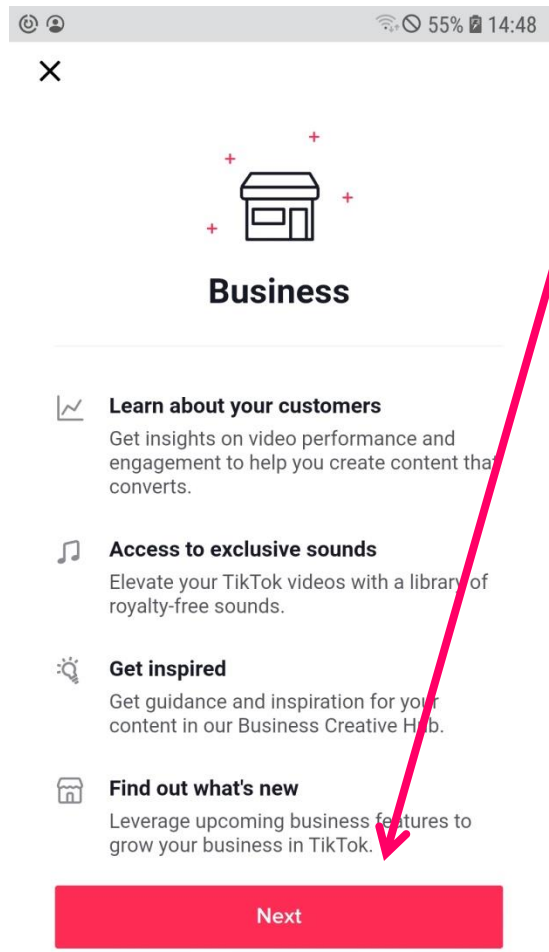 55% 14:48
Business
Learn about your customers
Get insights on video performance and
engagement to help you create content that
converts.
Access to exclusive sounds
Elevate your TikTok videos with a library of
royalty-free sounds.
Get inspired
Get guidance and inspiration for your
content in our Business Creative Hub.
Find out what's new
Leverage upcoming business features to
grow your business in TikTok.
Next